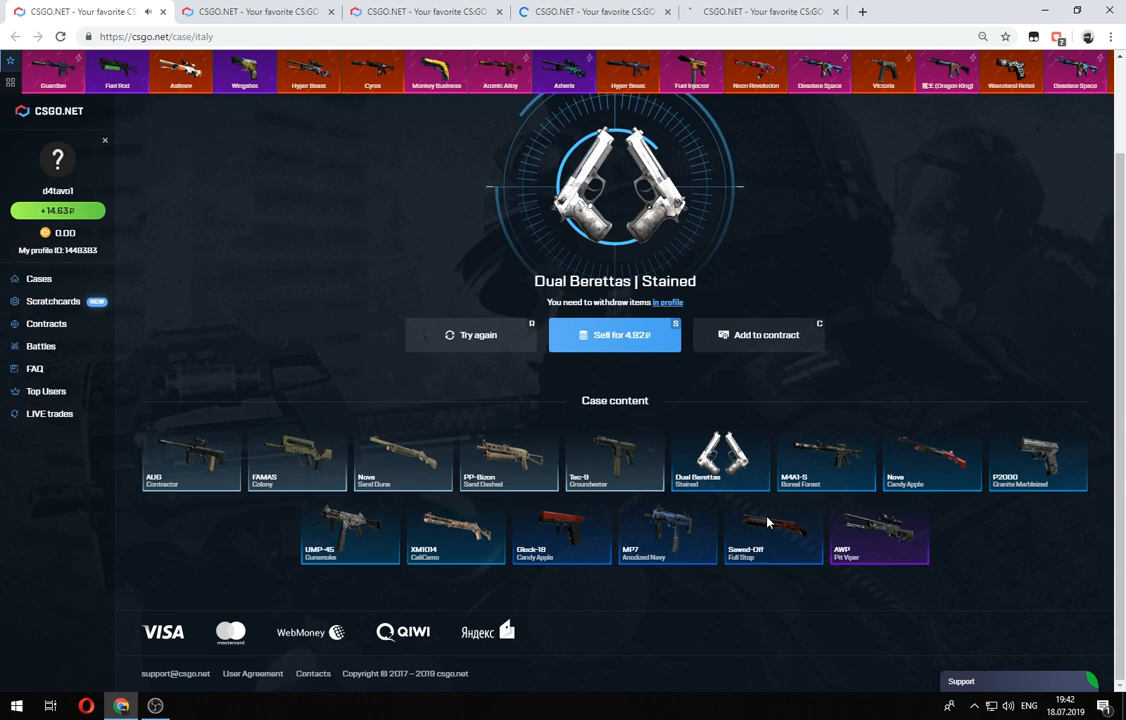 CSGO.NET - Your favorite CS:GO
CSGO.NET - Your favorite CS:GO
CSGO.NET - Your favorite CS:GO
CSGO.NET - Your favorite CS:GO
CSGO.NET - Your favorite CS:GO
https://csgo.net/case/italy
7
Guardian
Fuel Rod
Asiimov
Wingshot
Hyper Beast
Cyrex
Monkey Business
Atomic Alloy
Atheris
Hyper Beast
Fuel Injector
Neon Revolution
Desolate Space
Victoria
龍王 (Dragon King)
Wasteland Rebel
Desolate Space
CSGO.NET
?
d4tavo1
+14.63₽
0.00
My profile ID: 1448383
Cases
Scratchcards NEW
Contracts
Battles
FAQ
Top Users
LIVE trades
Dual Berettas | Stained
You need to withdraw items in profile
Try again R
Sell for 4.92₽ S
Add to contract C
Case content
AUG
Contractor
FAMAS
Colony
Nova
Sand Dune
PP-Bizon
Sand Dashed
Tec-9
Groundwater
Dual Berettas
Stained
M4A1-S
Boreal Forest
Nova
Candy Apple
P2000
Granite Marbleized
UMP-45
Gunsmoke
XM1014
CaliCamo
Glock-18
Candy Apple
MP7
Anodized Navy
Sawed-Off
Full Stop
AWP
Pit Viper
VISA
mastercard
WebMoney
QIWI
Яндекс
support@csgo.net
User Agreement
Contacts
Copyright © 2017 – 2019 csgo.net
Support
ENG
19:42
18.07.2019
1